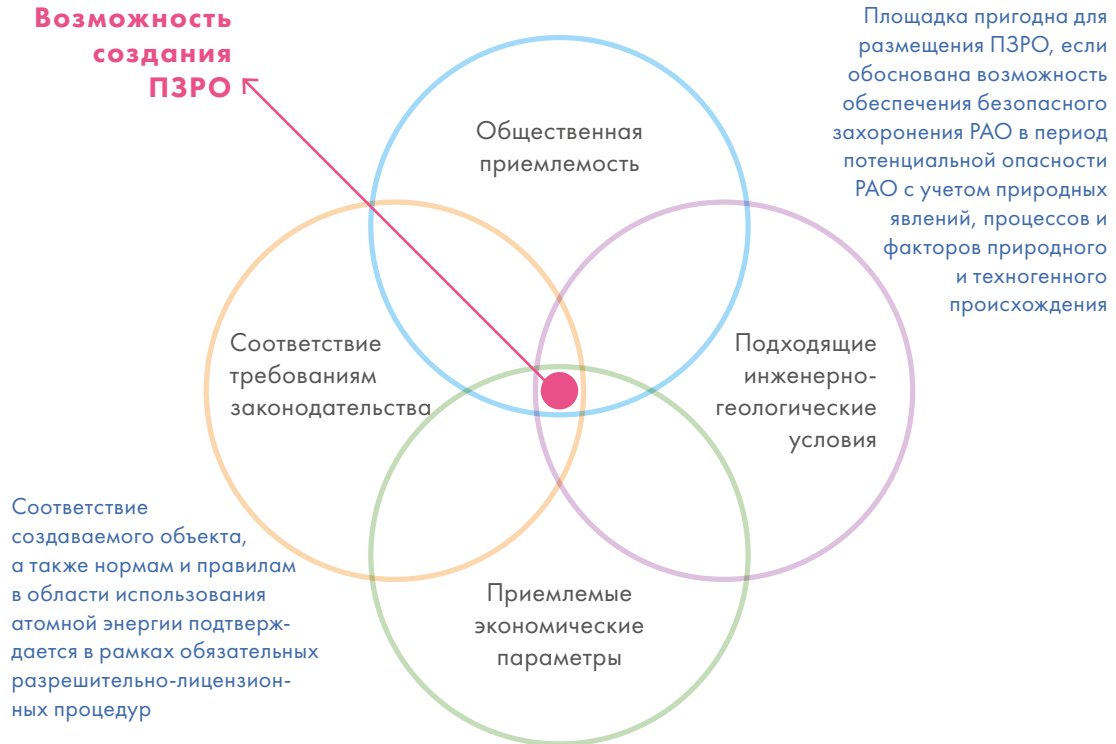 Возможность
создания
ПЗРО
Площадка пригодна для
размещения ПЗРО, если
обоснована возможность
обеспечения безопасного
захоронения РАО в период
потенциальной опасности
РАО с учетом природных
явлений, процессов и
факторов природного
и техногенного
происхождения
Общественная
приемлемость
Соответствие
требованиям
законодательства
Подходящие
инженерно-
геологические
условия
Соответствие
создаваемого объекта,
а также нормам и правилам
в области использования
атомной энергии подтверж-
дается в рамках обязательных
разрешительно-лицензион-
ных процедур
Приемлемые
экономические
параметры